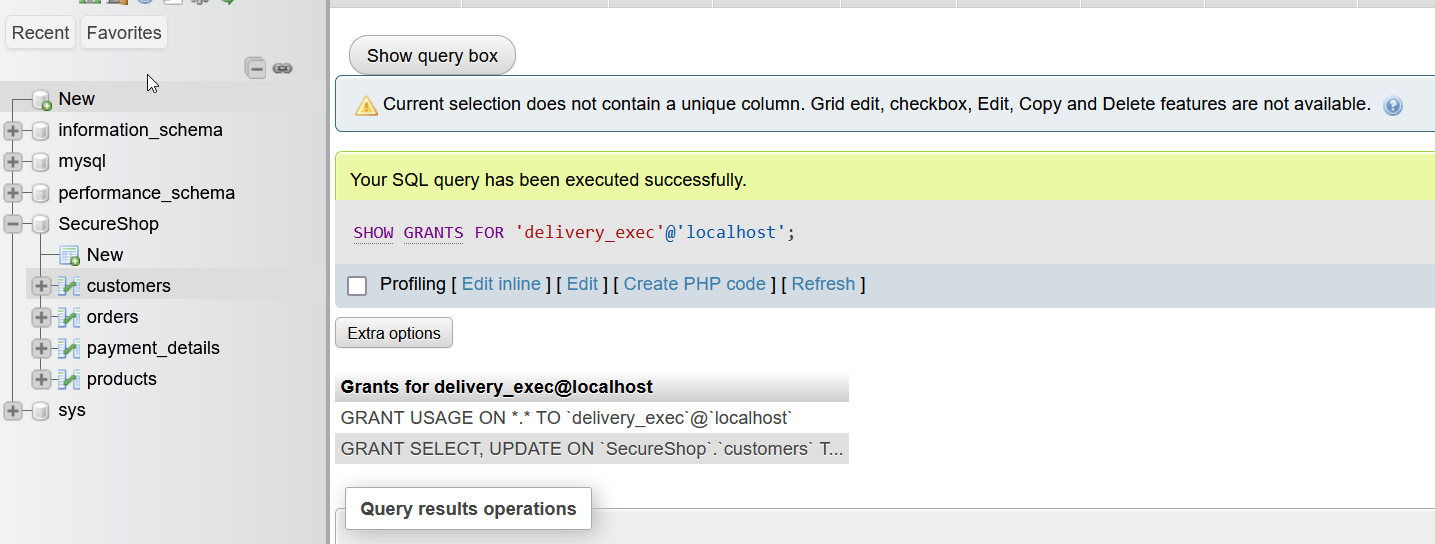 Recent Favorites
New
information_schema
mysql
performance_schema
SecureShop
New
customers
orders
payment_details
products
sys
Show query box
Current selection does not contain a unique column. Grid edit, checkbox, Edit, Copy and Delete features are not available.
Your SQL query has been executed successfully.
SHOW GRANTS FOR 'delivery_exec'@'localhost';
Profiling [ Edit inline ] [ Edit ] [ Create PHP code ] [ Refresh ]
Extra options
Grants for delivery_exec@localhost
GRANT USAGE ON *.* TO `delivery_exec`@`localhost`
GRANT SELECT, UPDATE ON `SecureShop`.`customers` T...
Query results operations